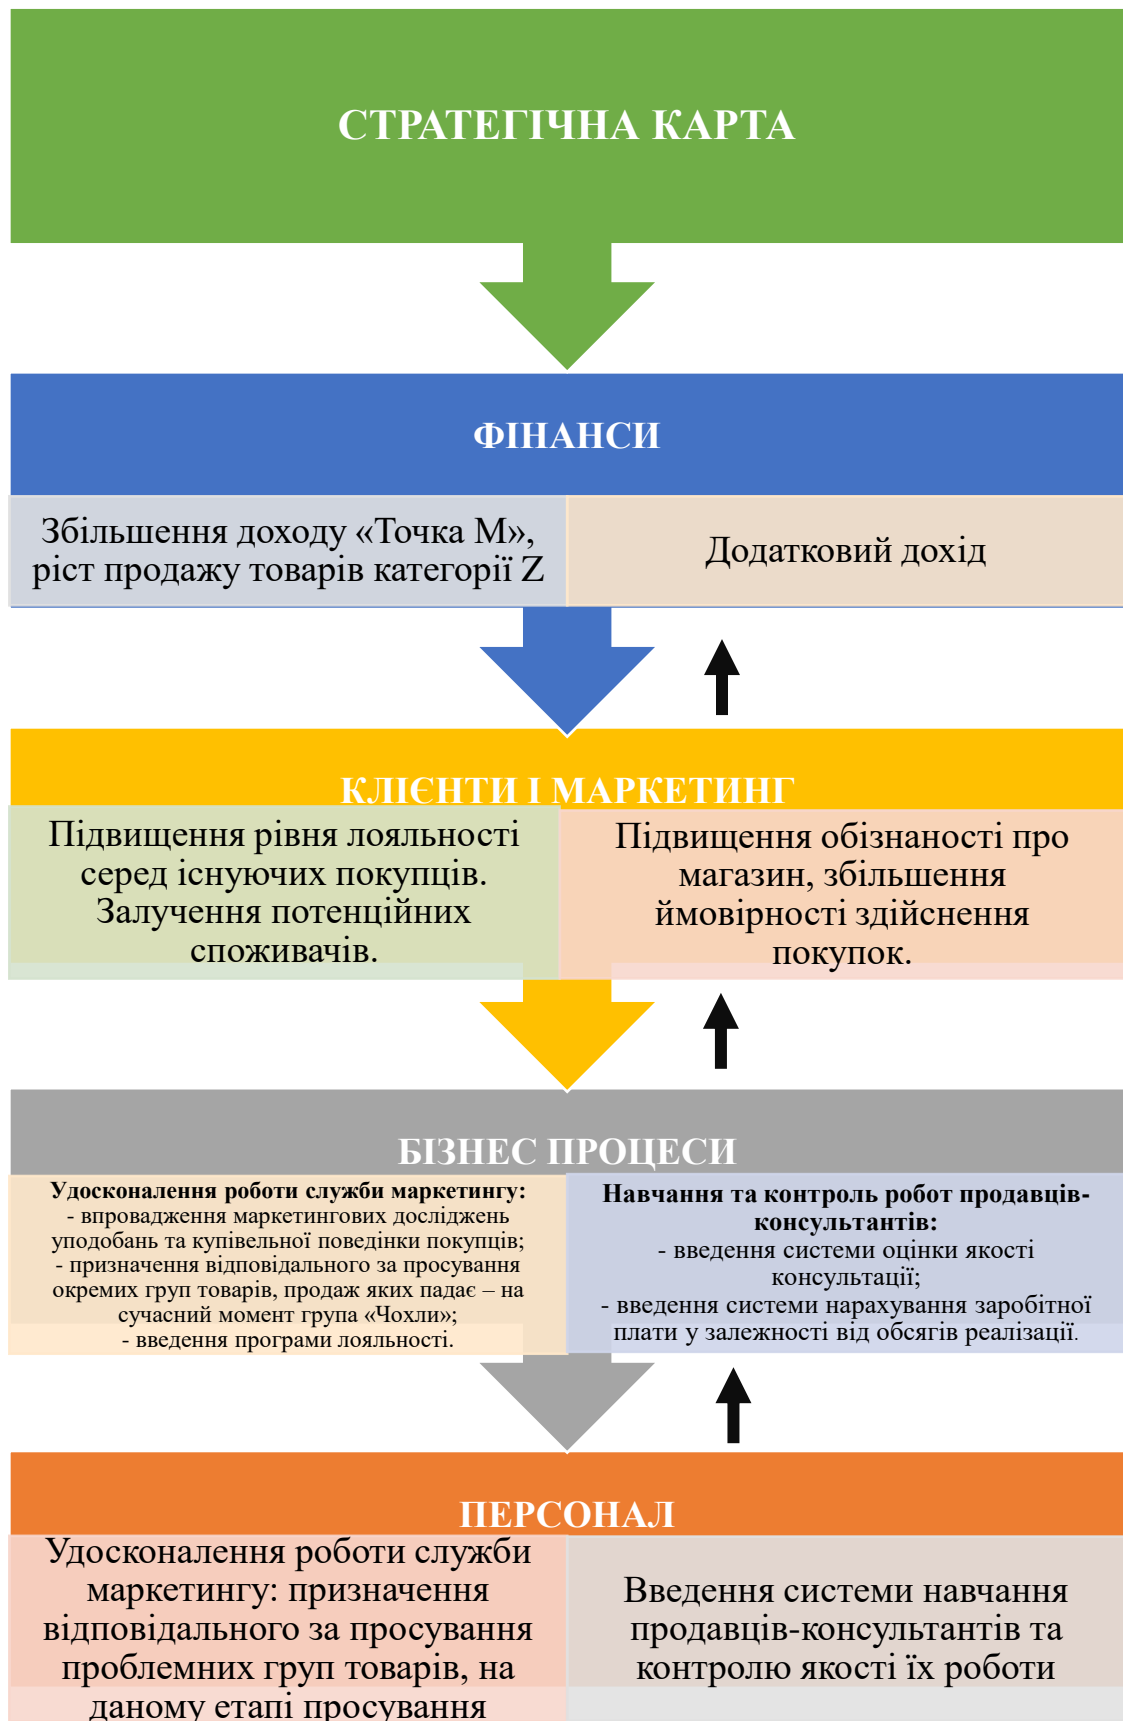 СТРАТЕГІЧНА КАРТА
ФІНАНСИ
Збільшення доходу «Точка М»,
ріст продажу товарів категорії Z
Додатковий дохід
КЛІЄНТИ І МАРКЕТИНГ
Підвищення рівня лояльності
серед існуючих покупців.
Залучення потенційних
споживачів.
Підвищення обізнаності про
магазин, збільшення
ймовірності здійснення
покупок.
БІЗНЕС ПРОЦЕСИ
Удосконалення роботи служби маркетингу:
- впровадження маркетингових досліджень
уподобань та купівельної поведінки покупців;
- призначення відповідального за просування
окремих груп товарів, продаж яких падає – на
сучасний момент група «Чохли»;
- введення програми лояльності.
Навчання та контроль робот продавців-
консультантів:
- введення системи оцінки якості
консультації;
- введення системи нарахування заробітної
плати у залежності від обсягів реалізації.
ПЕРСОНАЛ
Удосконалення роботи служби
маркетингу: призначення
відповідального за просування
проблемних груп товарів, на
даному етапі просування
Введення системи навчання
продавців-консультантів та
контролю якості їх роботи